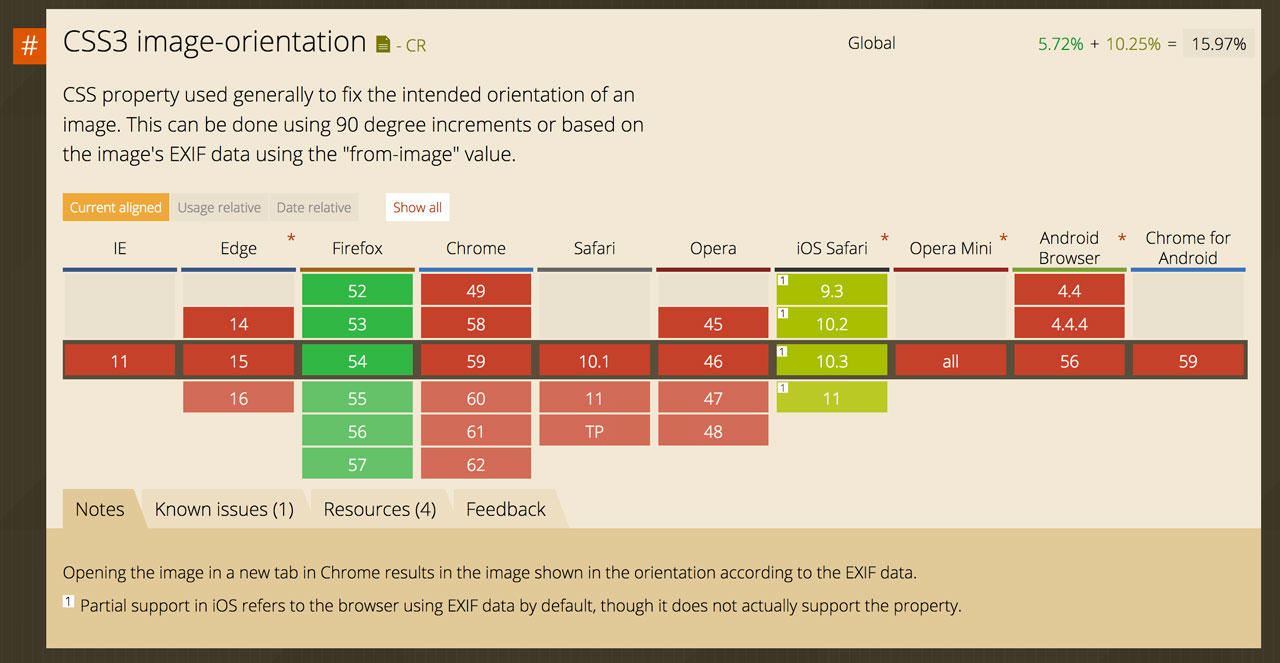 # CSS3 image-orientation - CR Global 5.72% + 10.25% = 15.97%
CSS property used generally to fix the intended orientation of an
image. This can be done using 90 degree increments or based on
the image's EXIF data using the "from-image" value.
Current aligned Usage relative Date relative Show all
IE Edge * Firefox Chrome Safari Opera iOS Safari * Opera Mini * Android Browser * Chrome for Android
52 49 1 9.3 4.4
14 53 58 45 1 10.2 4.4.4
11 15 54 59 10.1 46 1 10.3 all 56 59
16 55 60 11 47 1 11
56 61 TP 48
57 62
Notes Known issues (1) Resources (4) Feedback
Opening the image in a new tab in Chrome results in the image shown in the orientation according to the EXIF data.
1 Partial support in iOS refers to the browser using EXIF data by default, though it does not actually support the property.